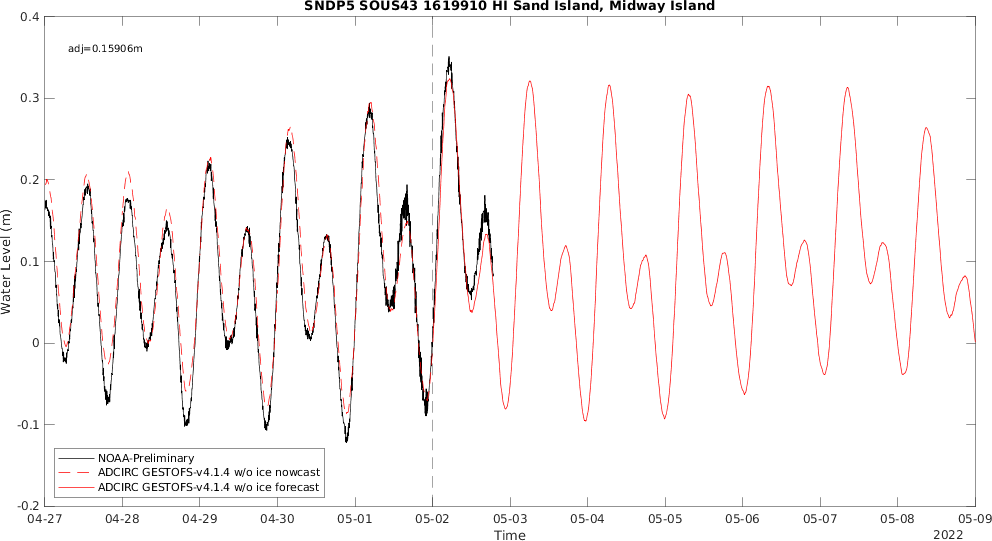 SNDP5 SOUS43 1619910 HI Sand Island, Midway Island
0.4
adj=0.15906m
0.3
0.2
0.1
0
-0.1
-0.2
Water Level (m)
NOAA-Preliminary
ADCIRC GESTOFS-v4.1.4 w/o ice nowcast
ADCIRC GESTOFS-v4.1.4 w/o ice forecast
04-27 04-28 04-29 04-30 05-01 05-02 05-03 05-04 05-05 05-06 05-07 05-08 05-09
Time
2022